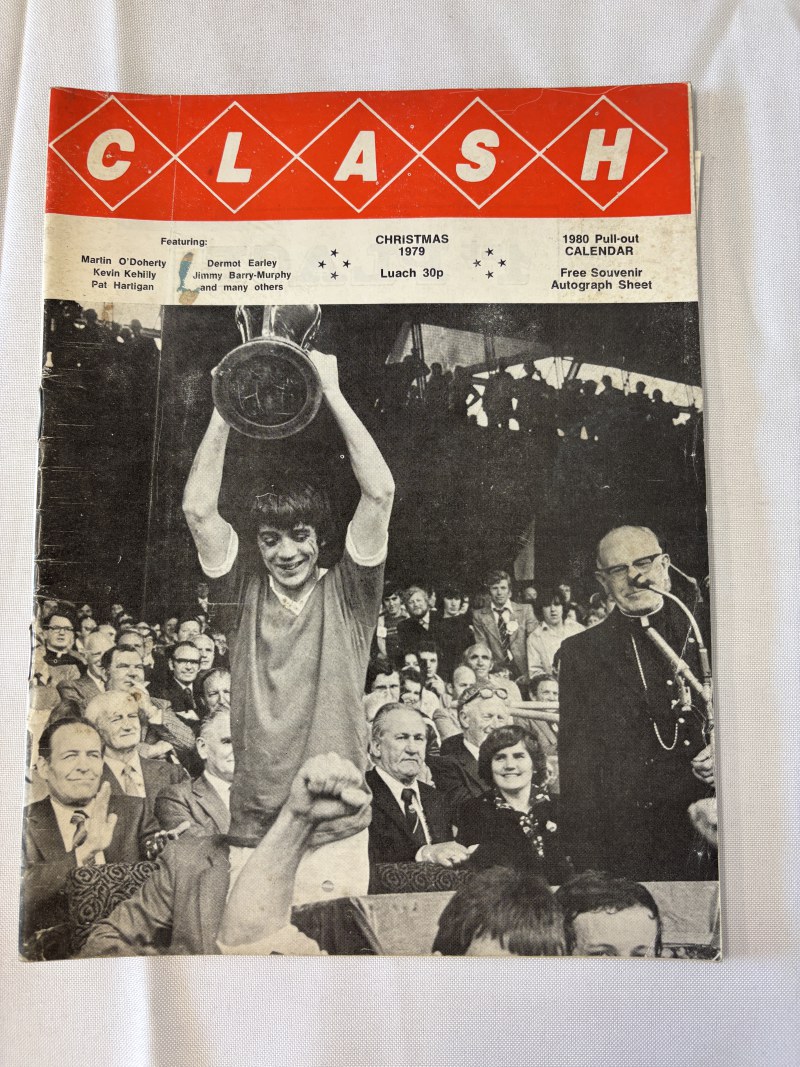 CLASH
Featuring:
Martin O'Doherty
Kevin Kehilly
Pat Hartigan
Dermot Earley
Jimmy Barry-Murphy
and many others
CHRISTMAS
1979
Luach 30p
1980 Pull-out
CALENDAR
Free Souvenir
Autograph Sheet